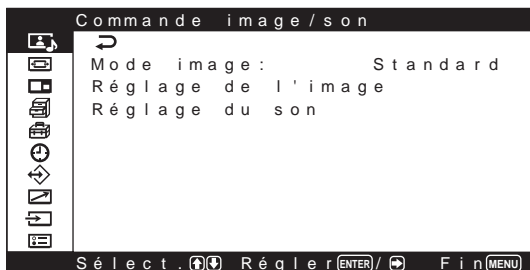 Commande image/son
Mode image: Standard
Réglage de l'image
Réglage du son
Sélect. Régler ENTER / Fin MENU